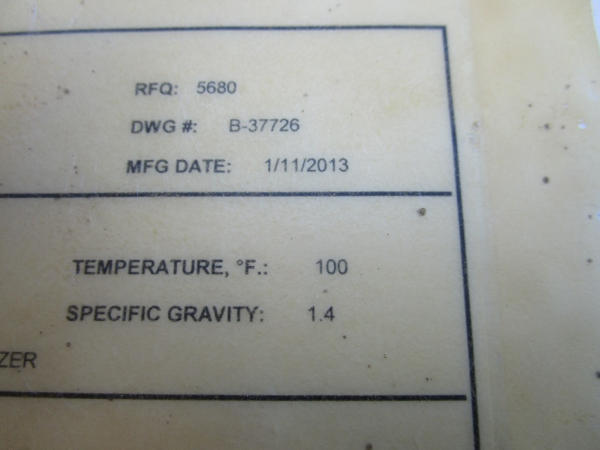 RFQ: 5680
DWG #: B-37726
MFG DATE: 1/11/2013
TEMPERATURE, °F.: 100
SPECIFIC GRAVITY: 1.4
ZER